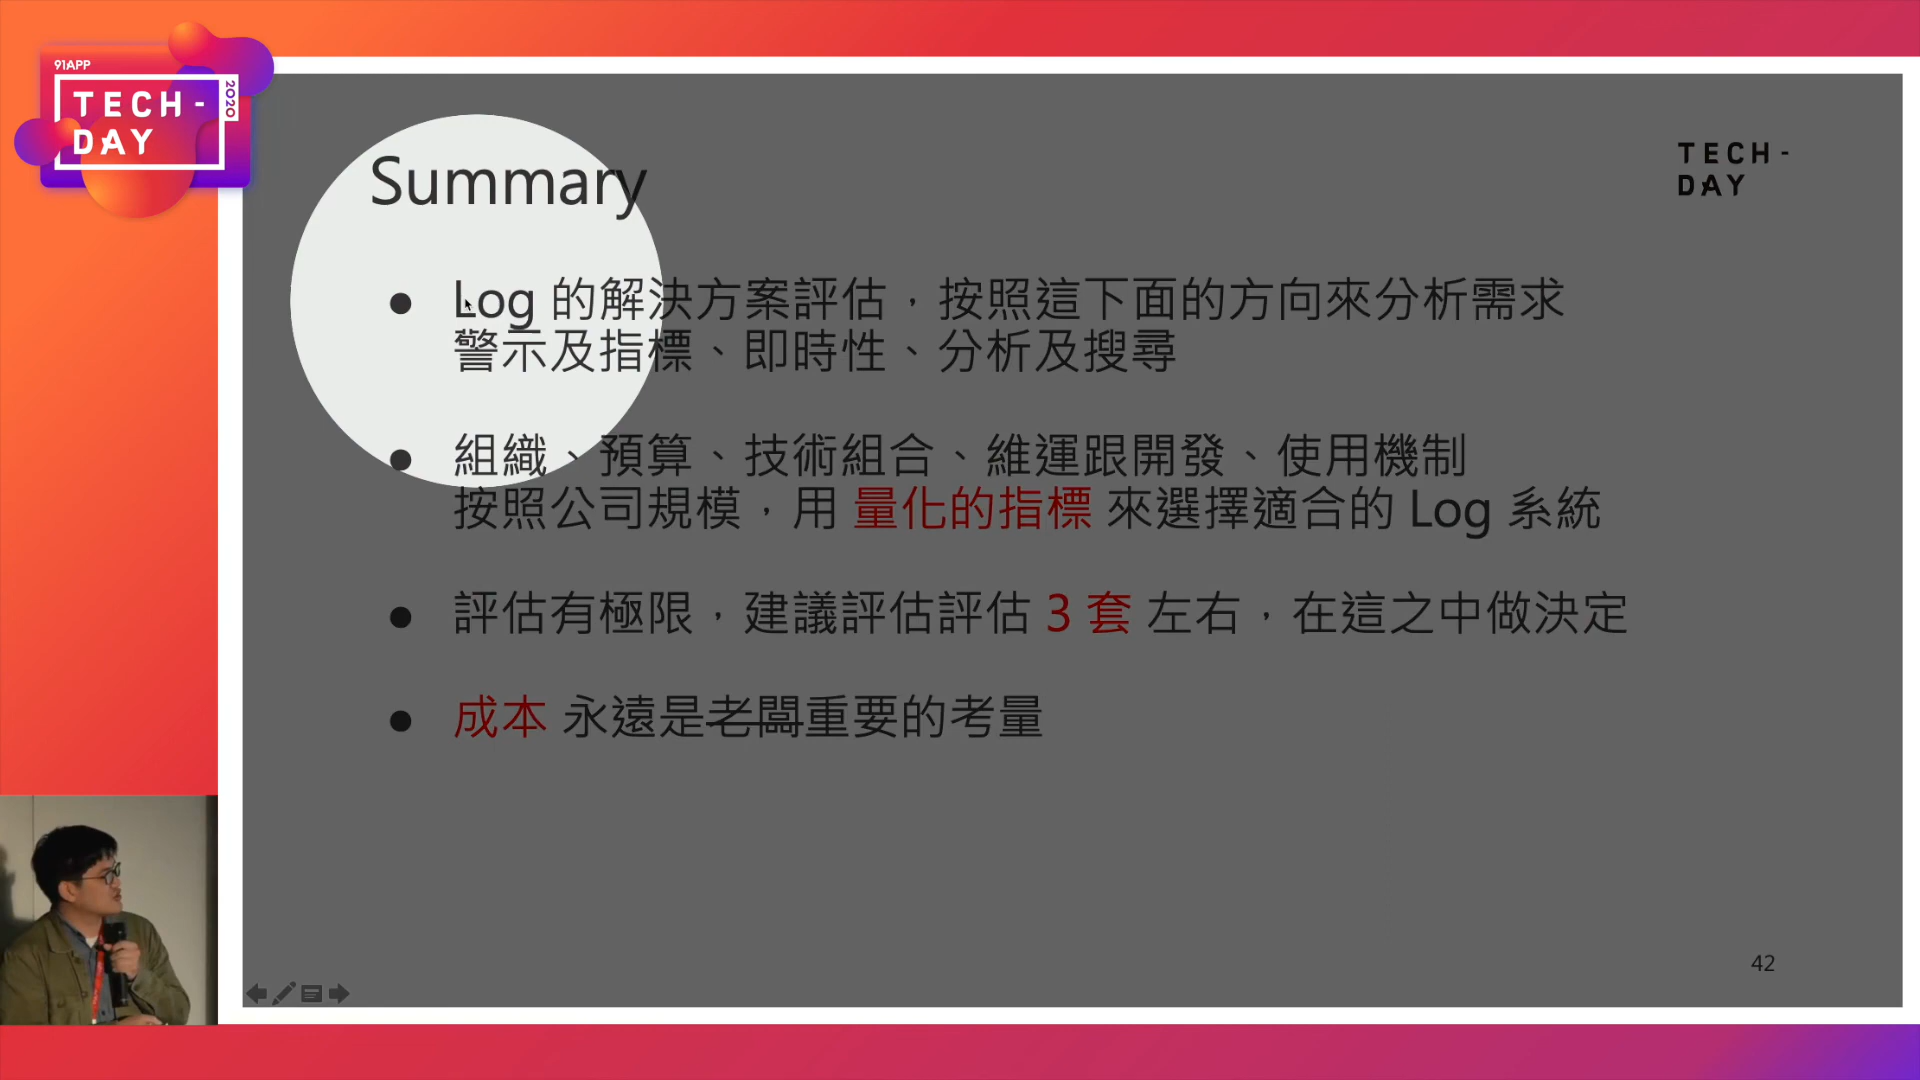 91APP
TECH-
DAY
2020
TECH-
DAY
Summary
● Log 的解決方案評估，按照這下面的方向來分析需求
警示及指標、即時性、分析及搜尋
● 組織、預算、技術組合、維運跟開發、使用機制
按照公司規模，用 量化的指標 來選擇適合的 Log 系統
● 評估有極限，建議評估評估 3 套 左右，在這之中做決定
● 成本 永遠是老闆重要的考量
42